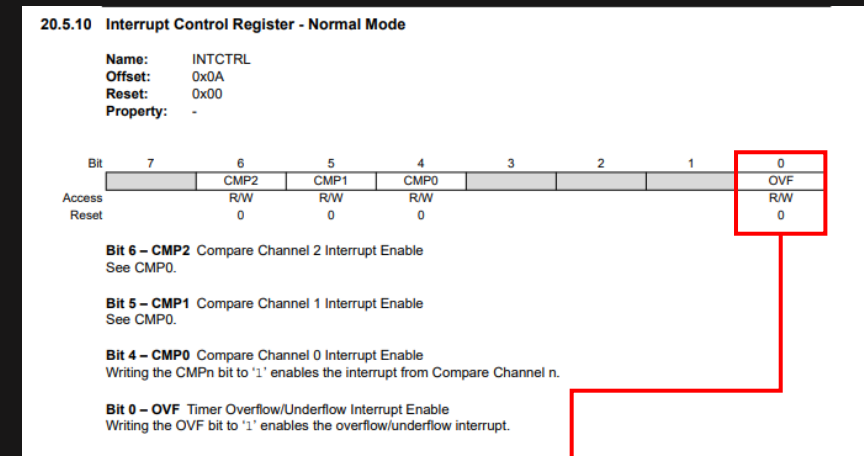 20.5.10 Interrupt Control Register - Normal Mode
Name: INTCTRL
Offset: 0x0A
Reset: 0x00
Property: -
Bit 7 6 5 4 3 2 1 0
CMP2 CMP1 CMP0 OVF
Access R/W R/W R/W R/W
Reset 0 0 0 0
Bit 6 – CMP2 Compare Channel 2 Interrupt Enable
See CMP0.
Bit 5 – CMP1 Compare Channel 1 Interrupt Enable
See CMP0.
Bit 4 – CMP0 Compare Channel 0 Interrupt Enable
Writing the CMPn bit to ‘1’ enables the interrupt from Compare Channel n.
Bit 0 – OVF Timer Overflow/Underflow Interrupt Enable
Writing the OVF bit to ‘1’ enables the overflow/underflow interrupt.